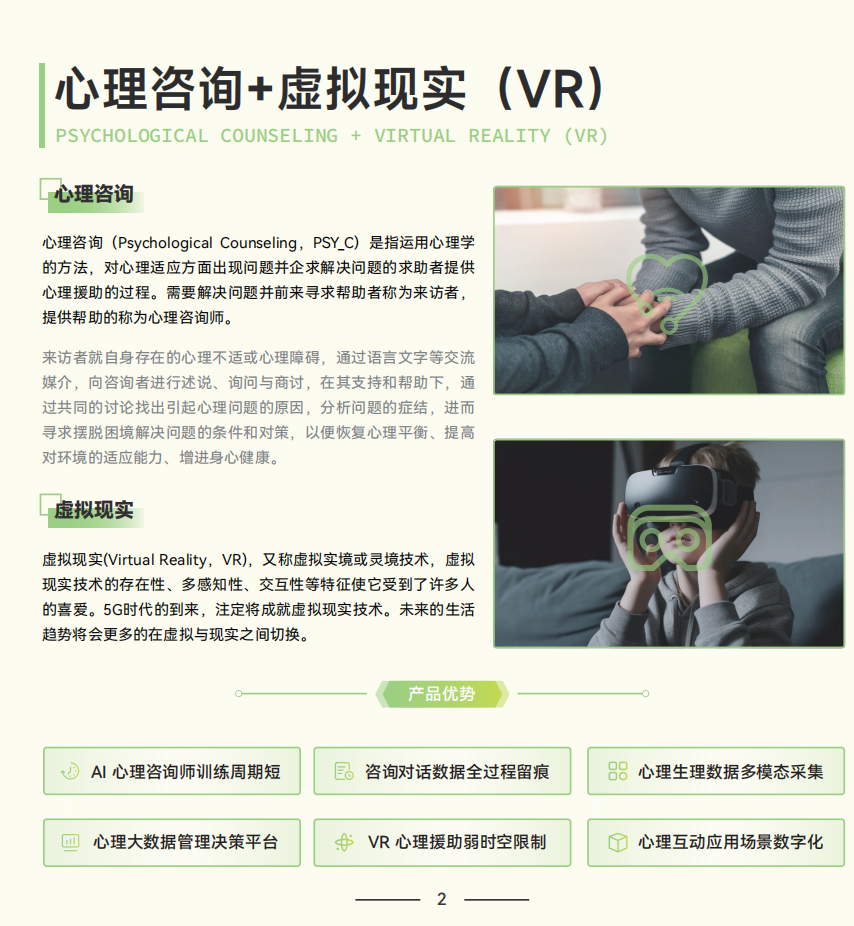 心理咨询+虚拟现实（VR）
PSYCHOLOGICAL COUNSELING + VIRTUAL REALITY (VR)
心理咨询
心理咨询（Psychological Counseling，PSY_C）是指运用心理学
的方法，对心理适应方面出现问题并企求解决问题的求助者提供
心理援助的过程。需要解决问题并前来寻求帮助者称为来访者，
提供帮助的称为心理咨询师。
来访者就自身存在的心理不适或心理障碍，通过语言文字等交流
媒介，向咨询者进行述说、询问与商讨，在其支持和帮助下，通
过共同的讨论找出引起心理问题的原因，分析问题的症结，进而
寻求摆脱困境解决问题的条件和对策，以便恢复心理平衡、提高
对环境的适应能力、增进身心健康。
虚拟现实
虚拟现实(Virtual Reality，VR)，又称虚拟实境或灵境技术，虚拟
现实技术的存在性、多感知性、交互性等特征使它受到了许多人
的喜爱。5G时代的到来，注定将成就虚拟现实技术。未来的生活
趋势将会更多的在虚拟与现实之间切换。
产品优势
AI 心理咨询师训练周期短
咨询对话数据全过程留痕
心理生理数据多模态采集
心理大数据管理决策平台
VR 心理援助弱时空限制
心理互动应用场景数字化
2